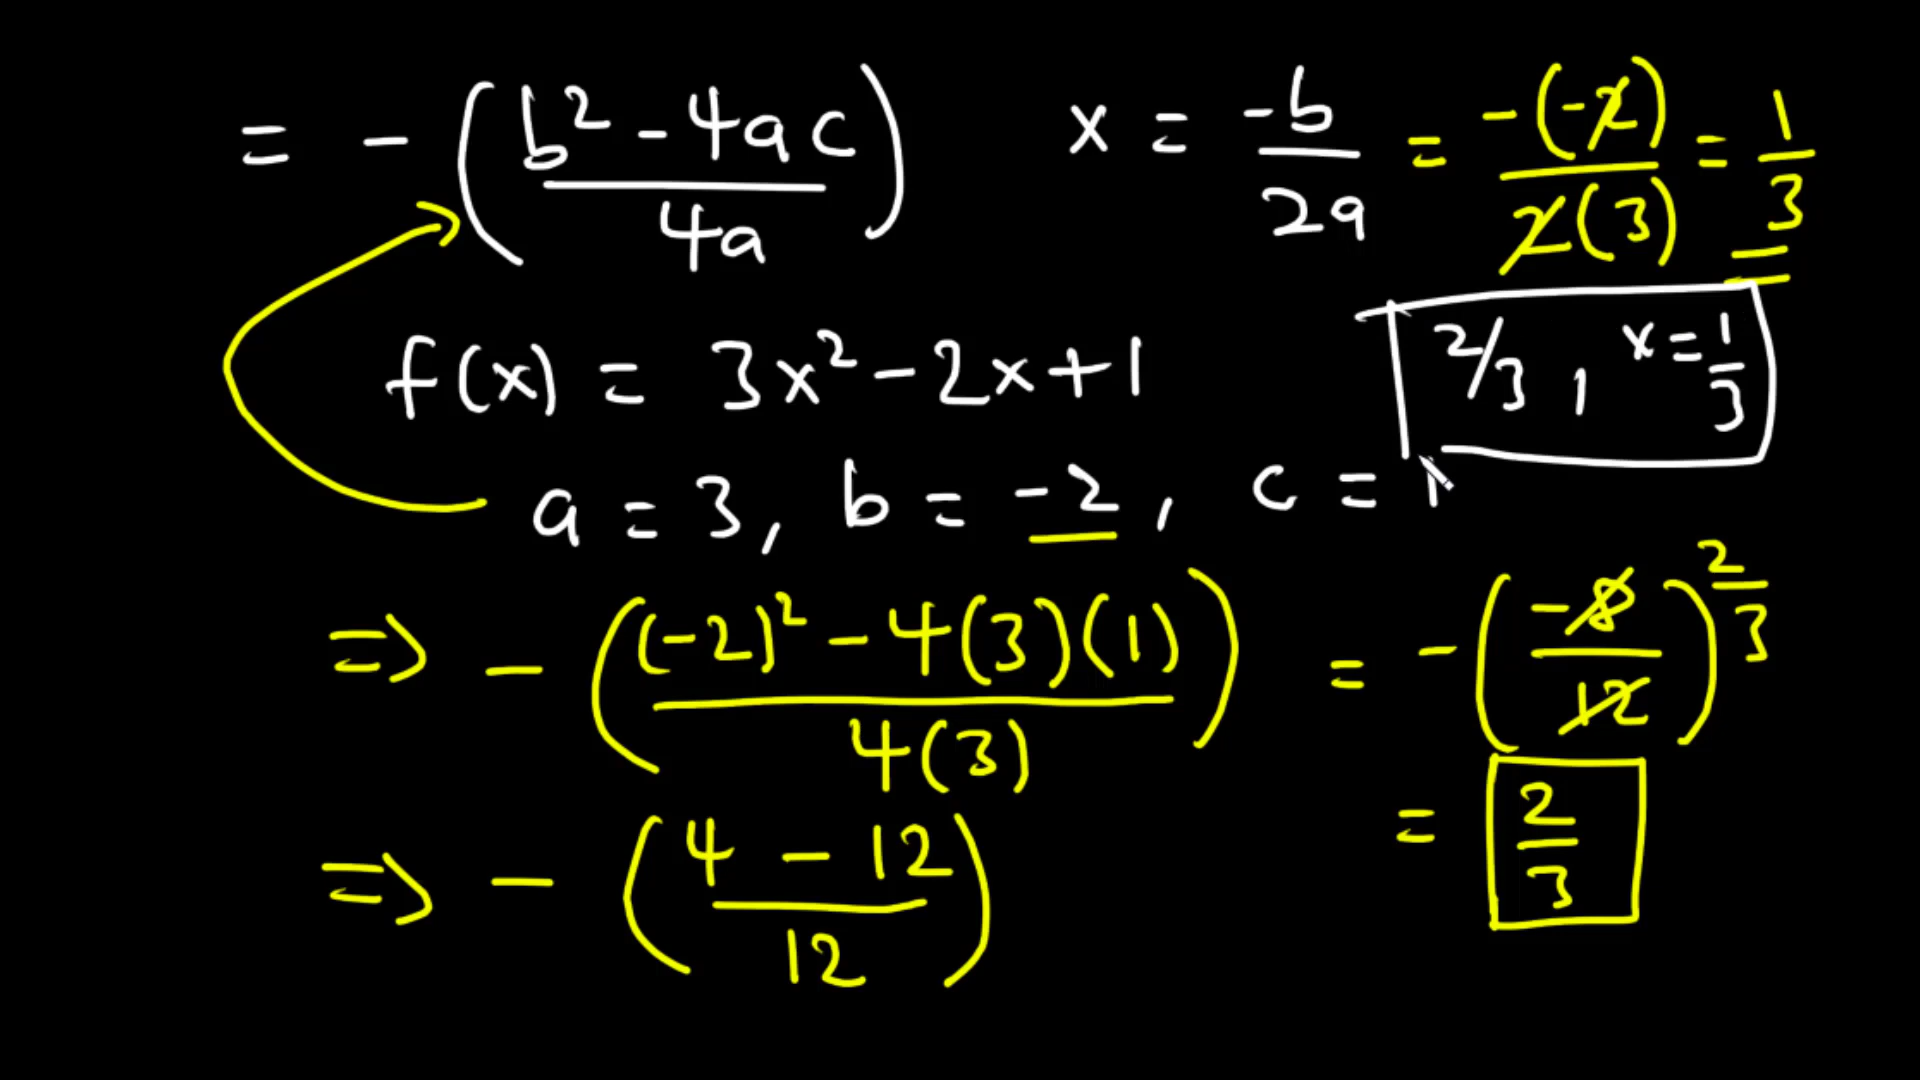 = - (b² - 4ac / 4a)   x = -b / 2a = -(-2) / 2(3) = 1 / 3
f(x) = 3x² - 2x + 1   2/3 , x = 1/3
a = 3, b = -2, c = 1
=> - ((-2)² - 4(3)(1) / 4(3)) = - (-8 / 12) 2/3
=> - (4 - 12 / 12) = 2/3